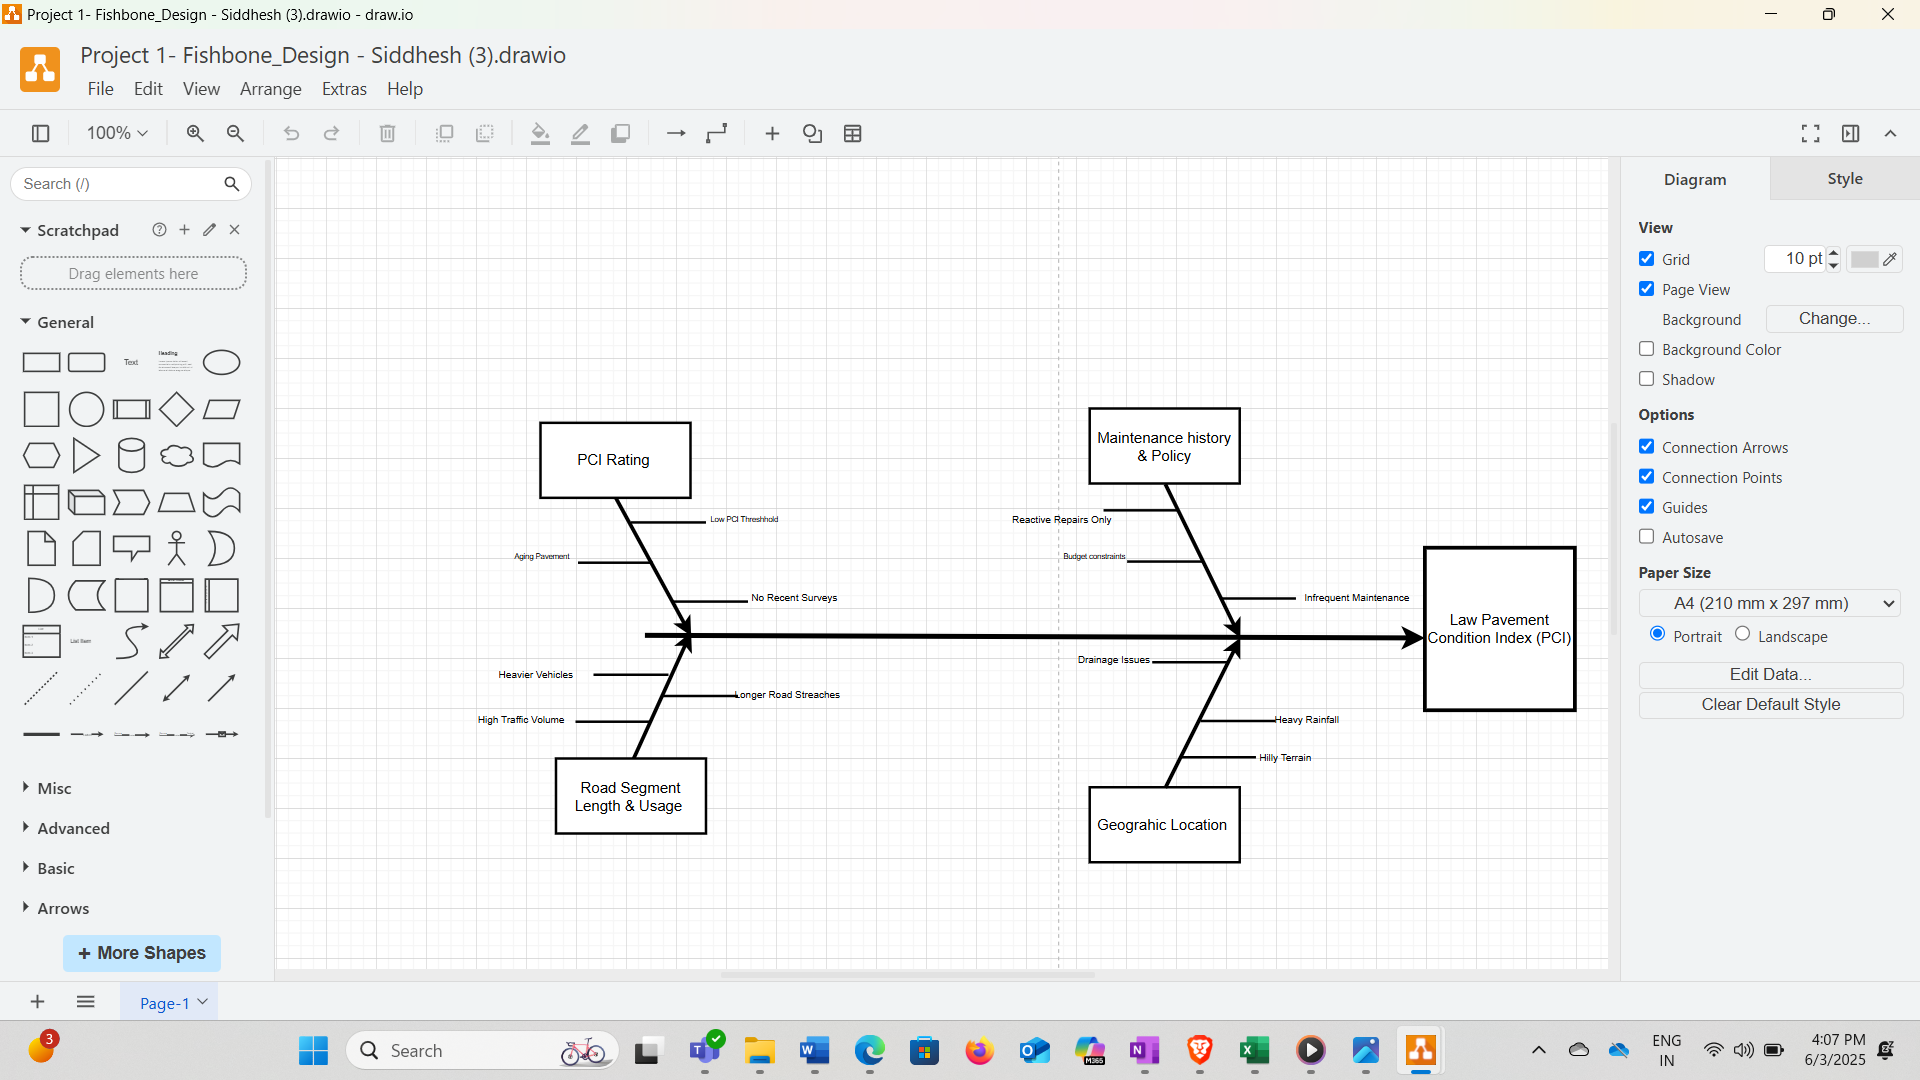 Project 1- Fishbone_Design - Siddhesh (3).drawio - draw.io
Project 1- Fishbone_Design - Siddhesh (3).drawio
File Edit View Arrange Extras Help
100%
Search (/)
Scratchpad
Drag elements here
General
Text
Heading
List Item
Misc
Advanced
Basic
Arrows
+ More Shapes
PCI Rating
Low PCI Threshhold
Aging Pavement
No Recent Surveys
Maintenance history
& Policy
Reactive Repairs Only
Budget constraints
Infrequent Maintenance
Law Pavement
Condition Index (PCI)
Heavier Vehicles
Longer Road Streaches
High Traffic Volume
Road Segment
Length & Usage
Drainage Issues
Heavy Rainfall
Hilly Terrain
Geograhic Location
Diagram
Style
View
Grid
10 pt
Page View
Background
Change...
Background Color
Shadow
Options
Connection Arrows
Connection Points
Guides
Autosave
Paper Size
A4 (210 mm x 297 mm)
Portrait
Landscape
Edit Data...
Clear Default Style
Page-1
3
Search
M365
ENG
IN
4:07 PM
6/3/2025